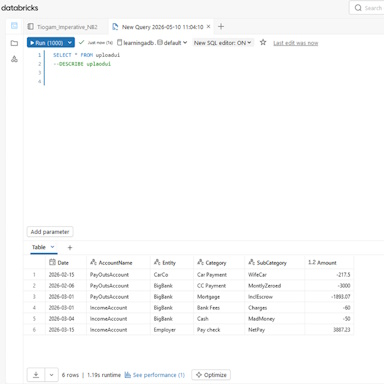 databricks
Search
Tiogam_Imperative_NB2
New Query 2026-05-10 11:04:10
Run (1000)
Just now (1s)
learningadb.
default
New SQL editor: ON
Last edit was now
1 SELECT * FROM uploadui
2 --DESCRIBE uplaodui
3
4
Add parameter
Table
Date AccountName Entity Category SubCategory 1.2 Amount
1 2026-02-15 PayOutsAccount CarCo Car Payment WifeCar -217.5
2 2026-02-06 PayOutsAccount BigBank CC Payment MontlyZeroed -3000
3 2026-03-01 PayOutsAccount BigBank Mortgage InclEscrow -1893.07
4 2026-03-01 IncomeAccount BigBank Bank Fees Charges -60
5 2026-03-04 IncomeAccount BigBank Cash MadMoney -50
6 2026-03-15 IncomeAccount Employer Pay check NetPay 3887.23
6 rows | 1.19s runtime
See performance (1)
Optimize